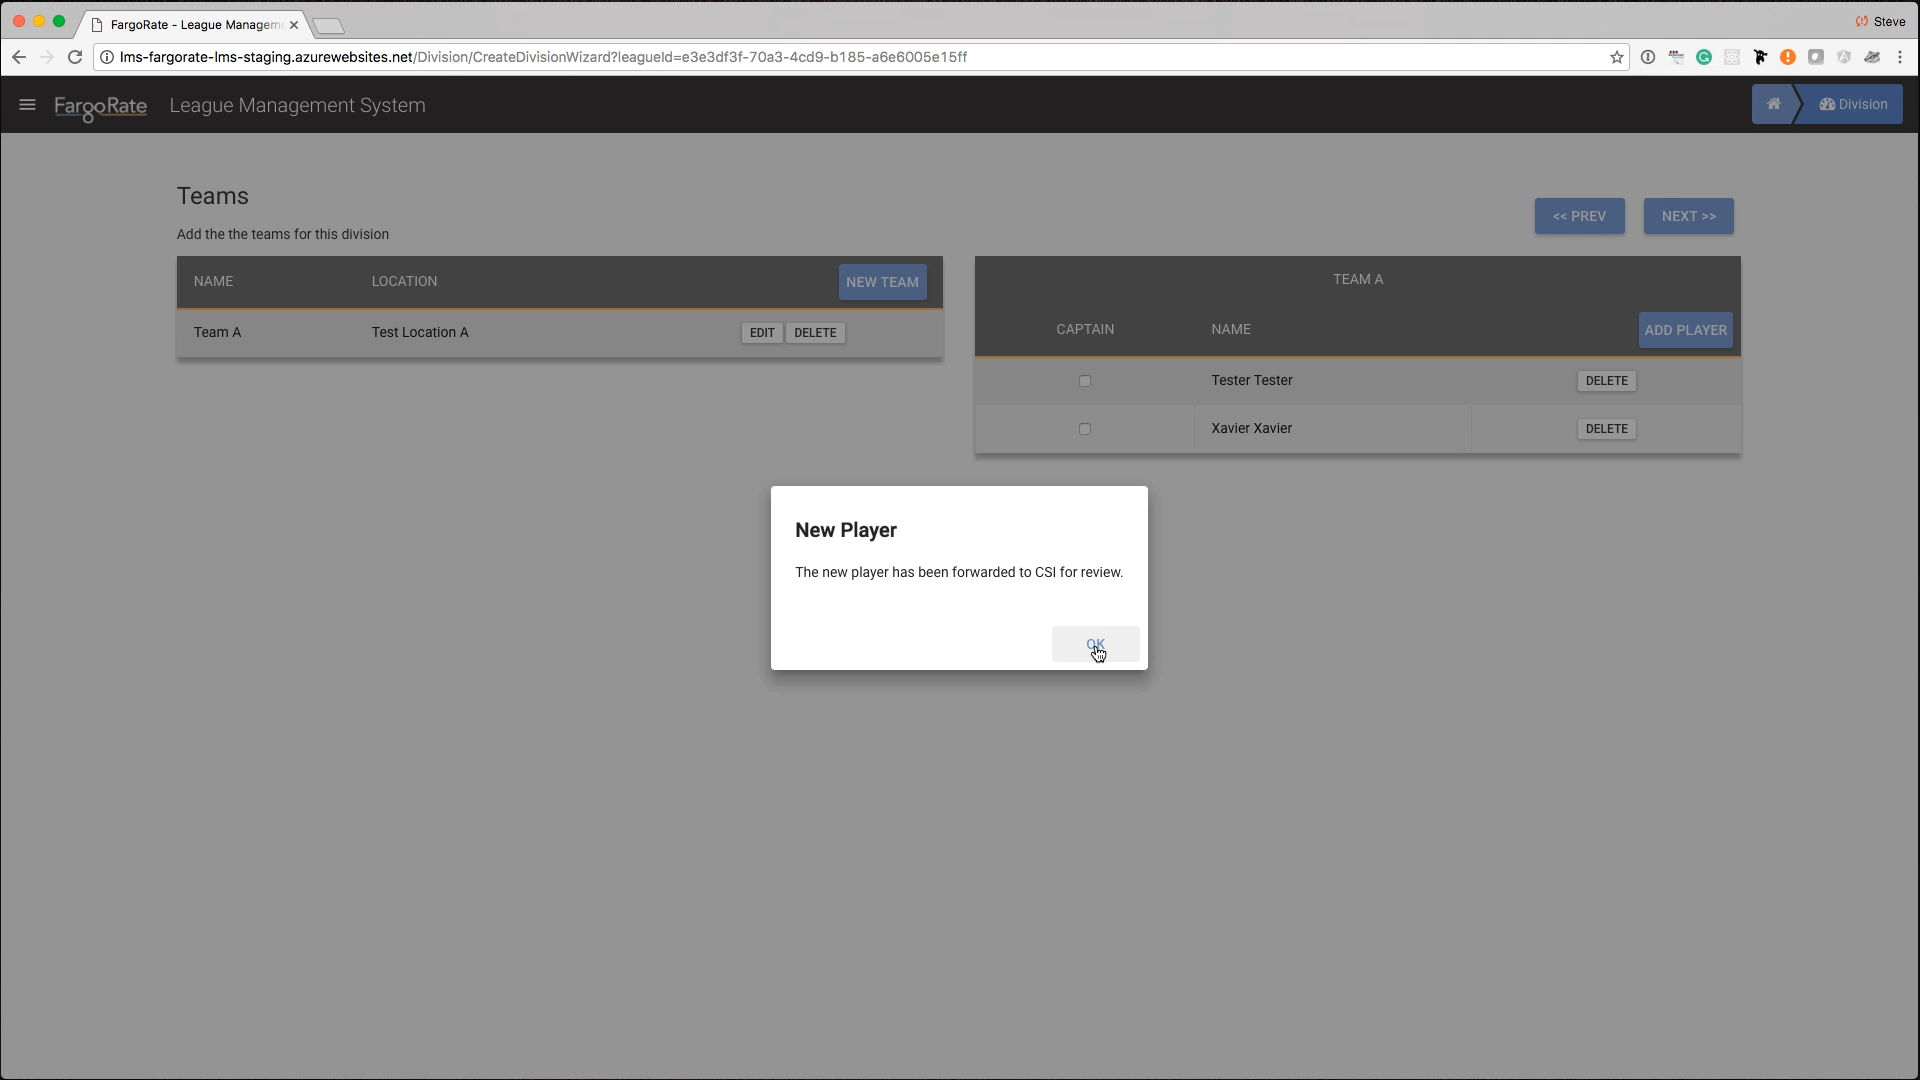 FargoRate - League Managem
Steve
lms-fargorate-lms-staging.azurewebsites.net/Division/CreateDivisionWizard?leagueId=e3e3df3f-70a3-4cd9-b185-a6e6005e15ff
FargoRate League Management System
Division
Teams
<< PREV NEXT >>
Add the the teams for this division
NAME LOCATION NEW TEAM
TEAM A
Team A Test Location A EDIT DELETE
CAPTAIN NAME ADD PLAYER
Tester Tester DELETE
Xavier Xavier DELETE
New Player
The new player has been forwarded to CSI for review.
OK